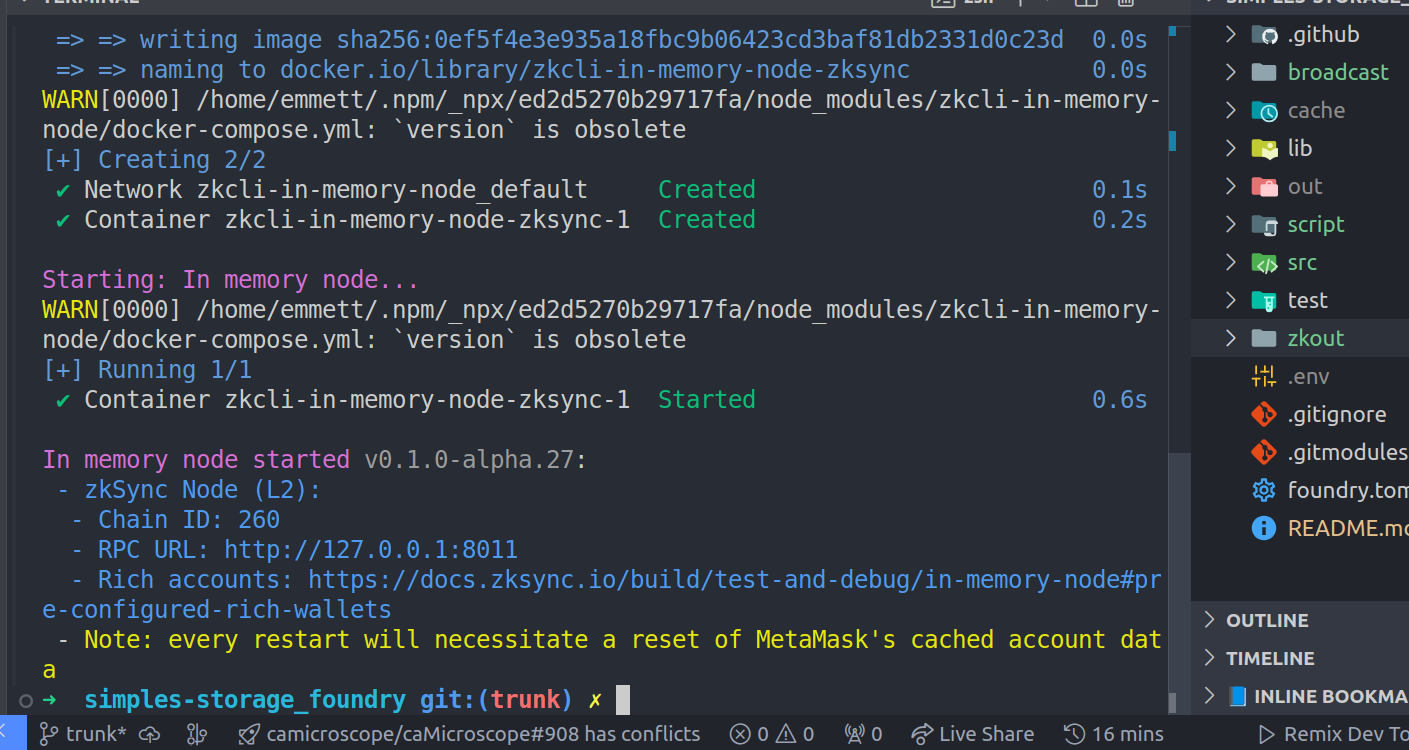 => => writing image sha256:0ef5f4e3e935a18fbc9b06423cd3baf81db2331d0c23d 0.0s
=> => naming to docker.io/library/zkcli-in-memory-node-zksync 0.0s
WARN[0000] /home/emmett/.npm/_npx/ed2d5270b29717fa/node_modules/zkcli-in-memory-
node/docker-compose.yml: `version` is obsolete
[+] Creating 2/2
✔ Network zkcli-in-memory-node_default Created 0.1s
✔ Container zkcli-in-memory-node-zksync-1 Created 0.2s
Starting: In memory node...
WARN[0000] /home/emmett/.npm/_npx/ed2d5270b29717fa/node_modules/zkcli-in-memory-
node/docker-compose.yml: `version` is obsolete
[+] Running 1/1
✔ Container zkcli-in-memory-node-zksync-1 Started 0.6s
In memory node started v0.1.0-alpha.27:
- zkSync Node (L2):
- Chain ID: 260
- RPC URL: http://127.0.0.1:8011
- Rich accounts: https://docs.zksync.io/build/test-and-debug/in-memory-node#pr
e-configured-rich-wallets
- Note: every restart will necessitate a reset of MetaMask's cached account dat
a
➜ simples-storage_foundry git:(trunk) ✗
.github
broadcast
cache
lib
out
script
src
test
zkout
.env
.gitignore
.gitmodules
foundry.tom
README.md
OUTLINE
TIMELINE
INLINE BOOKMA
trunk* camicroscope/caMicroscope#908 has conflicts 0 0 0 Live Share 16 mins Remix Dev To